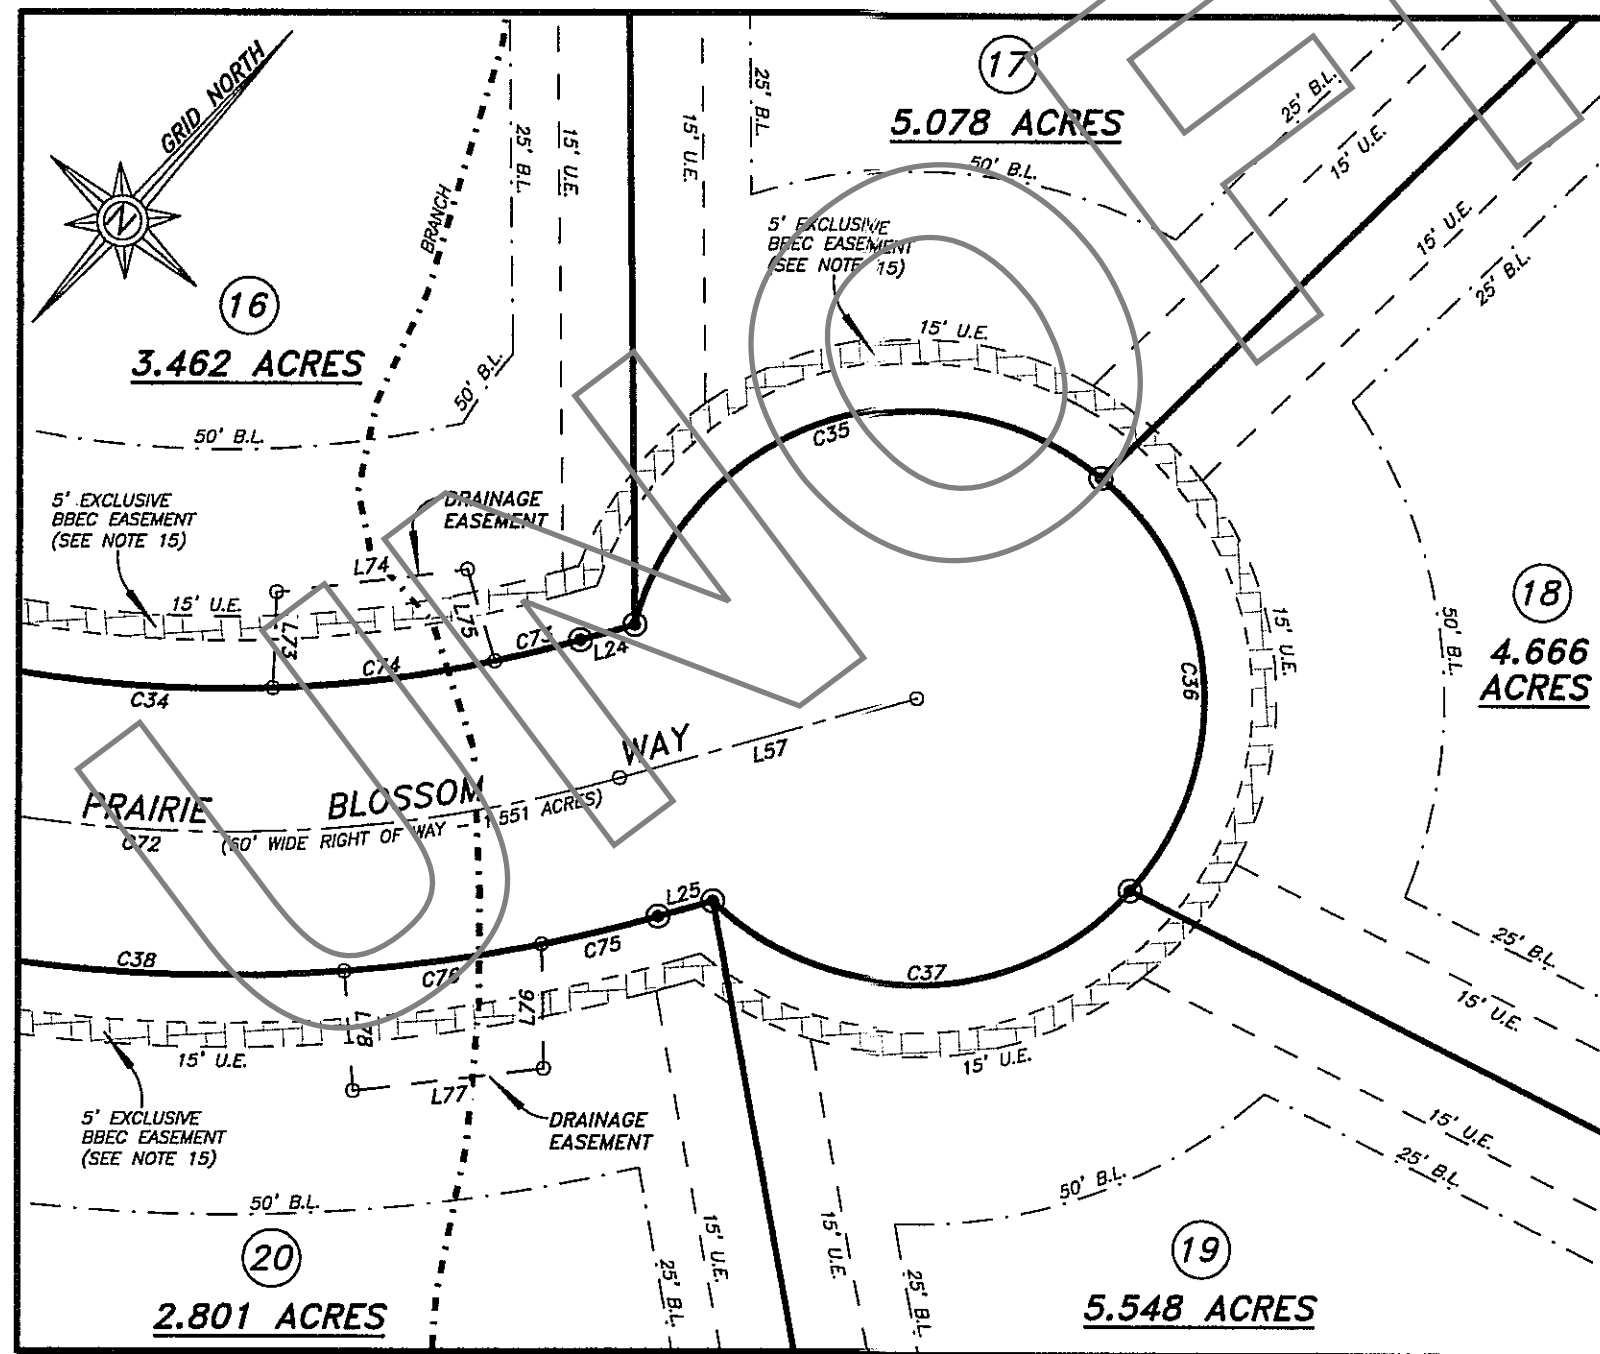 GRID NORTH
N
BRANCH
25' B.L.
15' U.E.
15' U.E.
25' B.L.
17
5.078 ACRES
50' B.L.
25' B.L.
15' U.E.
15' U.E.
25' B.L.
5' EXCLUSIVE
BBEC EASEMENT
(SEE NOTE 15)
16
3.462 ACRES
50' B.L.
50' B.L.
15' U.E.
C35
5' EXCLUSIVE
BBEC EASEMENT
(SEE NOTE 15)
DRAINAGE
EASEMENT
L74
15' U.E.
L73
L75
C73
L24
C74
C34
C36
15' U.E.
50' B.L.
18
4.666
ACRES
PRAIRIE BLOSSOM WAY
L57
C72
(60' WIDE RIGHT OF WAY - 1.551 ACRES)
L25
C38
C76
C75
C37
L76
L78
15' U.E.
L77
15' U.E.
25' B.L.
15' U.E.
5' EXCLUSIVE
BBEC EASEMENT
(SEE NOTE 15)
DRAINAGE
EASEMENT
15' U.E.
25' B.L.
50' B.L.
50' B.L.
20
2.801 ACRES
25' B.L.
15' U.E.
15' U.E.
25' B.L.
19
5.548 ACRES